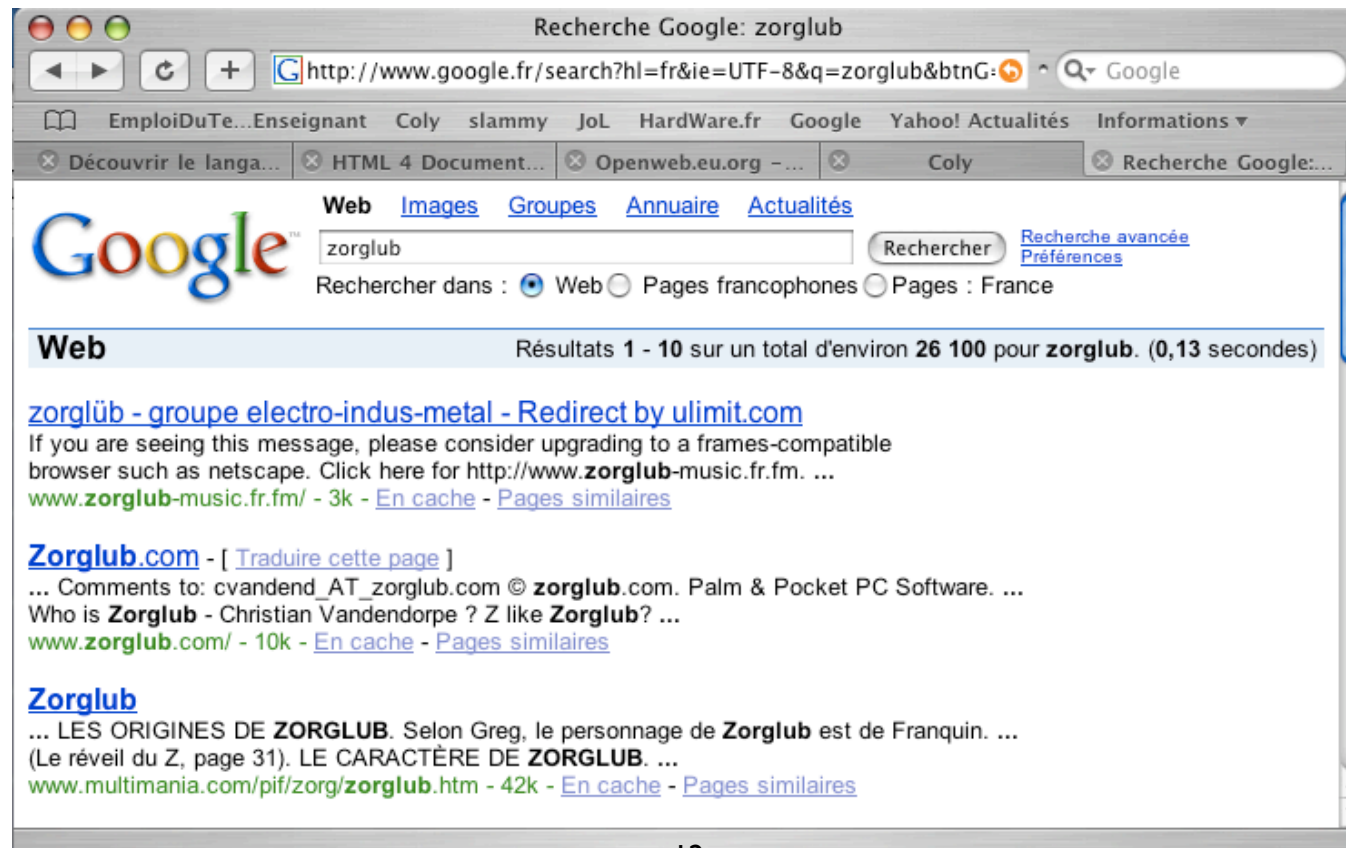 Recherche Google: zorglub
http://www.google.fr/search?hl=fr&ie=UTF-8&q=zorglub&btnG= Google
EmploiDuTe...Enseignant Coly slammy JoL HardWare.fr Google Yahoo! Actualités Informations
Découvrir le langa... HTML 4 Document... Openweb.eu.org – ... Coly Recherche Google:...
Web Images Groupes Annuaire Actualités
Google™ zorglub Rechercher Recherche avancée
Préférences
Rechercher dans : Web Pages francophones Pages : France
Web Résultats 1 - 10 sur un total d'environ 26 100 pour zorglub. (0,13 secondes)
zorglüb - groupe electro-indus-metal - Redirect by ulimit.com
If you are seeing this message, please consider upgrading to a frames-compatible
browser such as netscape. Click here for http://www.zorglub-music.fr.fm. ...
www.zorglub-music.fr.fm/ - 3k - En cache - Pages similaires
Zorglub.com - [ Traduire cette page ]
... Comments to: cvandend_AT_zorglub.com © zorglub.com. Palm & Pocket PC Software. ...
Who is Zorglub - Christian Vandendorpe ? Z like Zorglub? ...
www.zorglub.com/ - 10k - En cache - Pages similaires
Zorglub
... LES ORIGINES DE ZORGLUB. Selon Greg, le personnage de Zorglub est de Franquin. ...
(Le réveil du Z, page 31). LE CARACTÈRE DE ZORGLUB. ...
www.multimania.com/pif/zorg/zorglub.htm - 42k - En cache - Pages similaires